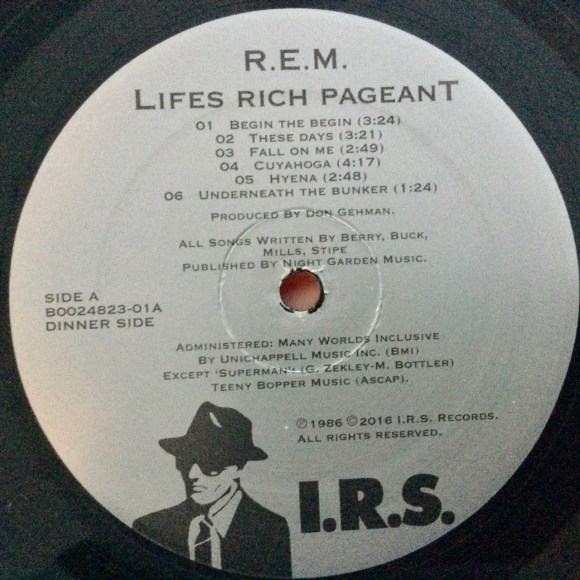 R.E.M.
LIFES RICH PAGEANT
01 BEGIN THE BEGIN (3:24)
02 THESE DAYS (3:21)
03 FALL ON ME (2:49)
04 CUYAHOGA (4:17)
05 HYENA (2:48)
06 UNDERNEATH THE BUNKER (1:24)
PRODUCED BY DON GEHMAN.
ALL SONGS WRITTEN BY BERRY, BUCK,
MILLS, STIPE
PUBLISHED BY NIGHT GARDEN MUSIC.
SIDE A
B0024823-01A
DINNER SIDE
ADMINISTERED: MANY WORLDS INCLUSIVE
BY UNICHAPPELL MUSIC INC. (BMI)
EXCEPT 'SUPERMAN'! (G. ZEKLEY-M. BOTTLER)
TEENY BOPPER MUSIC (ASCAP).
℗1986 ©2016 I.R.S. RECORDS.
ALL RIGHTS RESERVED.
I.R.S.